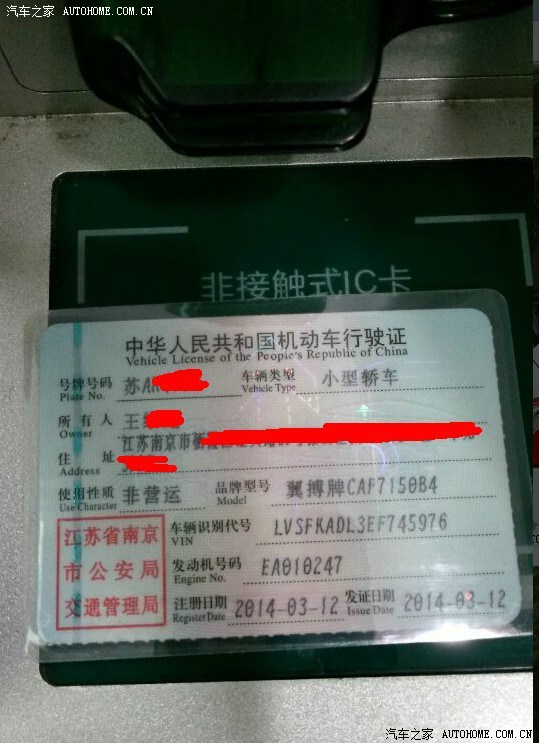 汽车之家 AUTOHOME.COM.CN
非接触式IC卡
中华人民共和国机动车行驶证
Vehicle License of the People's Republic of China
号牌号码 苏A 车辆类型 小型轿车
Plate No. Vehicle Type
所有人 王
Owner
江苏南京市
住址
Address
使用性质 非营运 品牌型号 翼搏牌CAF7150B4
Use Character Model
江苏省南京
市公安局
交通管理局
车辆识别代号 LVSFKADL3EF745976
VIN
发动机号码 EA010247
Engine No.
注册日期 2014-03-12 发证日期 2014-03-12
Register Date Issue Date
汽车之家 AUTOHOME.COM.CN